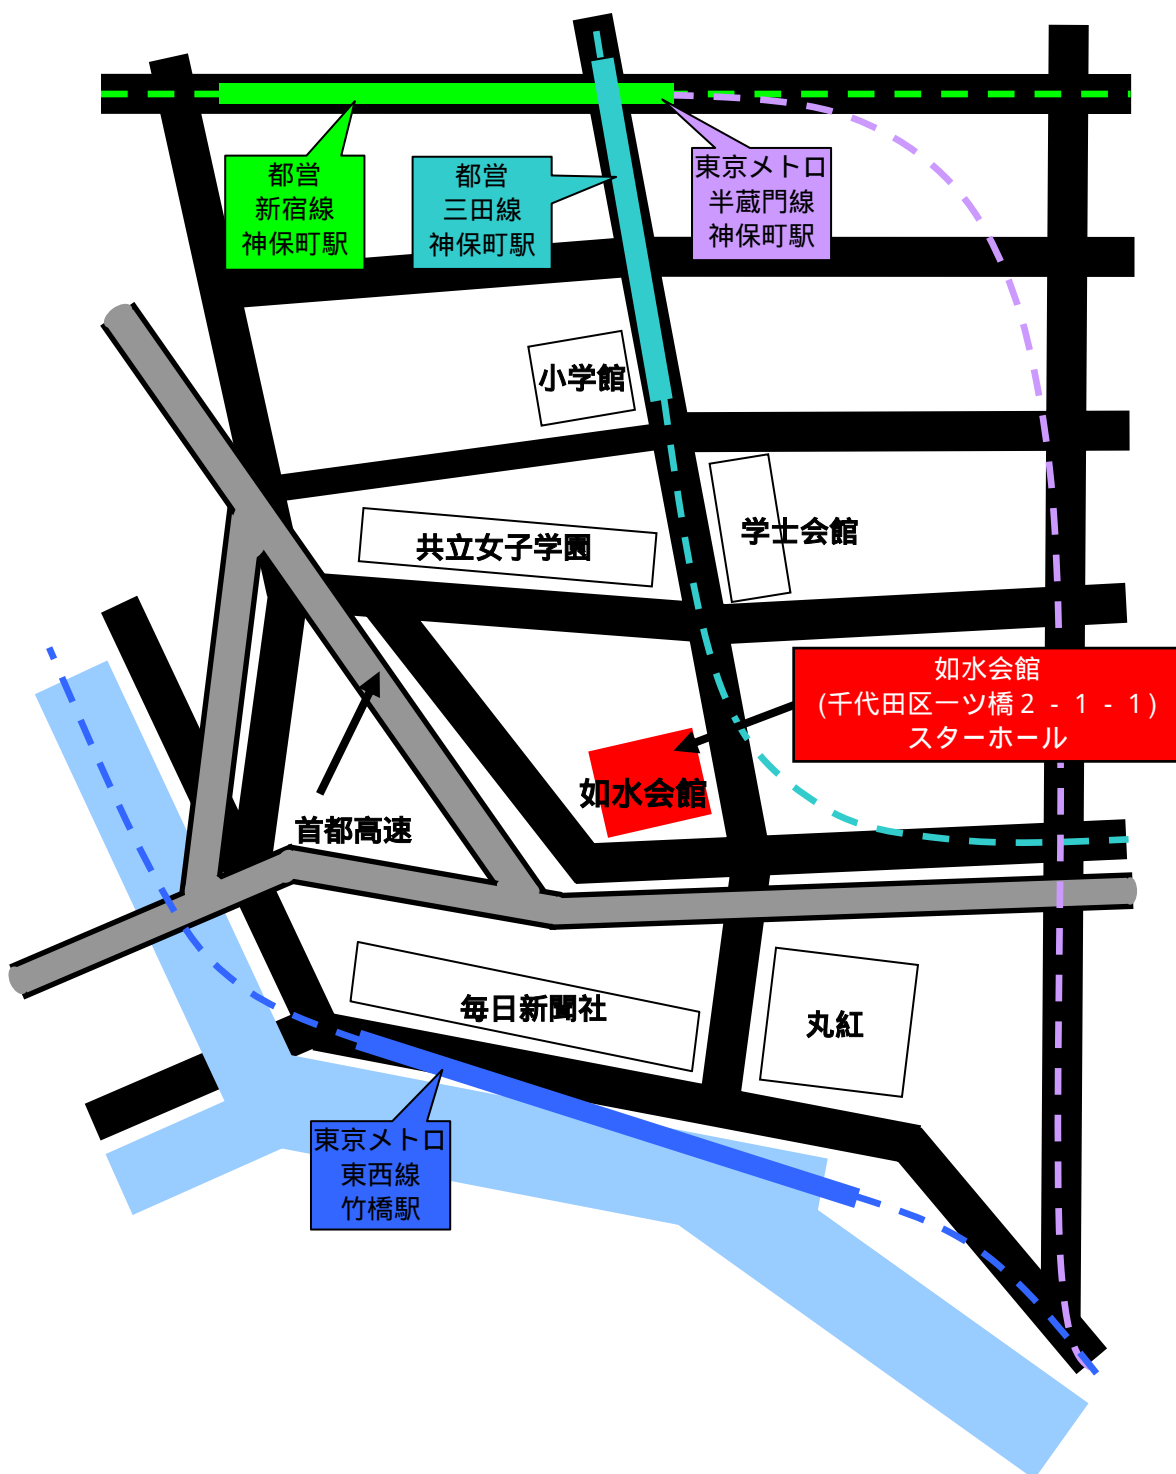 都営
新宿線
神保町駅
都営
三田線
神保町駅
東京メトロ
半蔵門線
神保町駅
小学館
学士会館
共立女子学園
如水会館
(千代田区一ツ橋２-１-１)
スターホール
如水会館
首都高速
毎日新聞社
丸紅
東京メトロ
東西線
竹橋駅